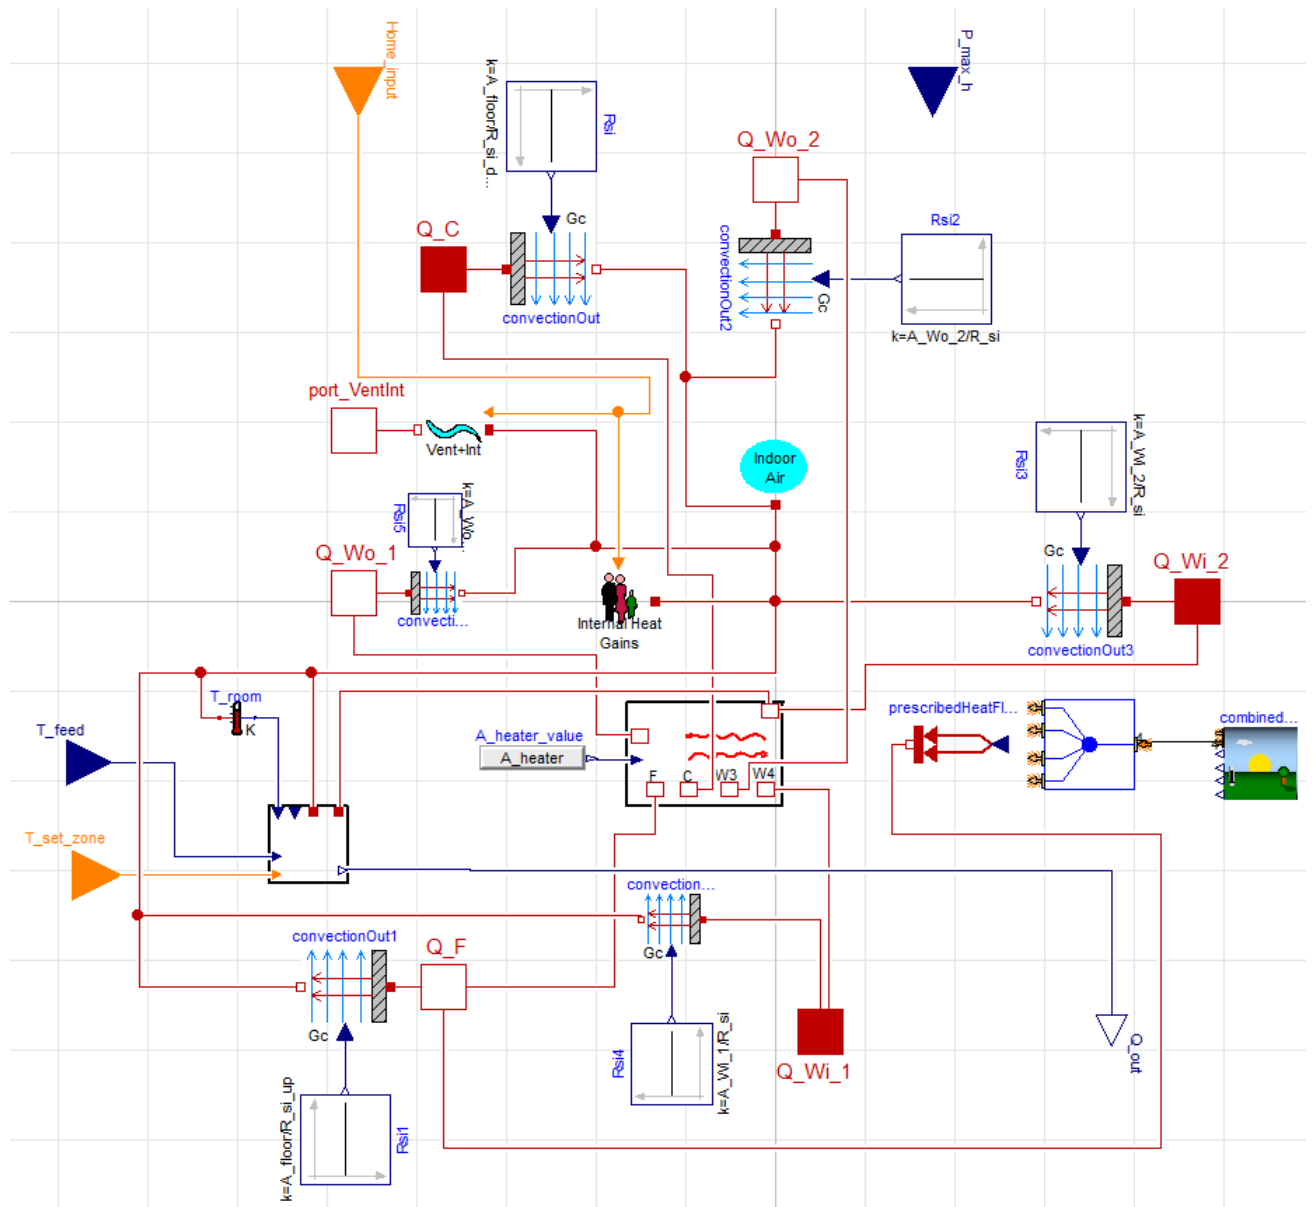 Home_input
P_max_h
k=A_floor/R_si_d...
Rsi
Q_Wo_2
Gc
Rsi2
Q_C
convectionOut2
Gc
convectionOut
k=A_Wo_2/R_si
port_VentInt
Vent+Int
Indoor
Air
k=A_Wi_2/R_si
Rsi3
k=A_Wo...
Rsi5
Q_Wo_1
Gc
Q_Wi_2
convecti...
Internal Heat
Gains
convectionOut3
T_room
K
T_feed
A_heater_value
A_heater
prescribedHeatFl...
combined...
F
C
W3
W4
T_set_zone
convection...
convectionOut1
Q_F
Gc
Gc
Rsi4
k=A_Wi_1/R_si
Q_Wi_1
Q_out
k=A_floor/R_si_up
Rsi1